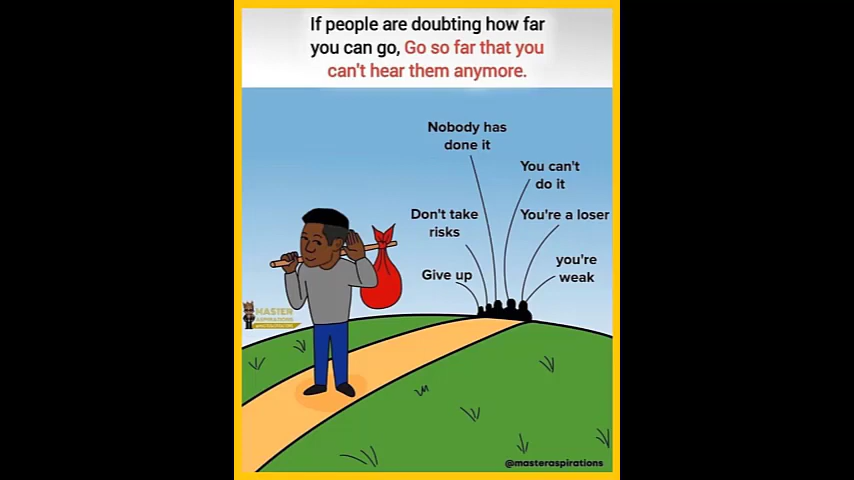 If people are doubting how far
you can go, Go so far that you
can't hear them anymore.
Nobody has
done it
You can't
do it
Don't take
risks
You're a loser
Give up
you're
weak
MASTER
ASPIRATIONS
@masteraspirations